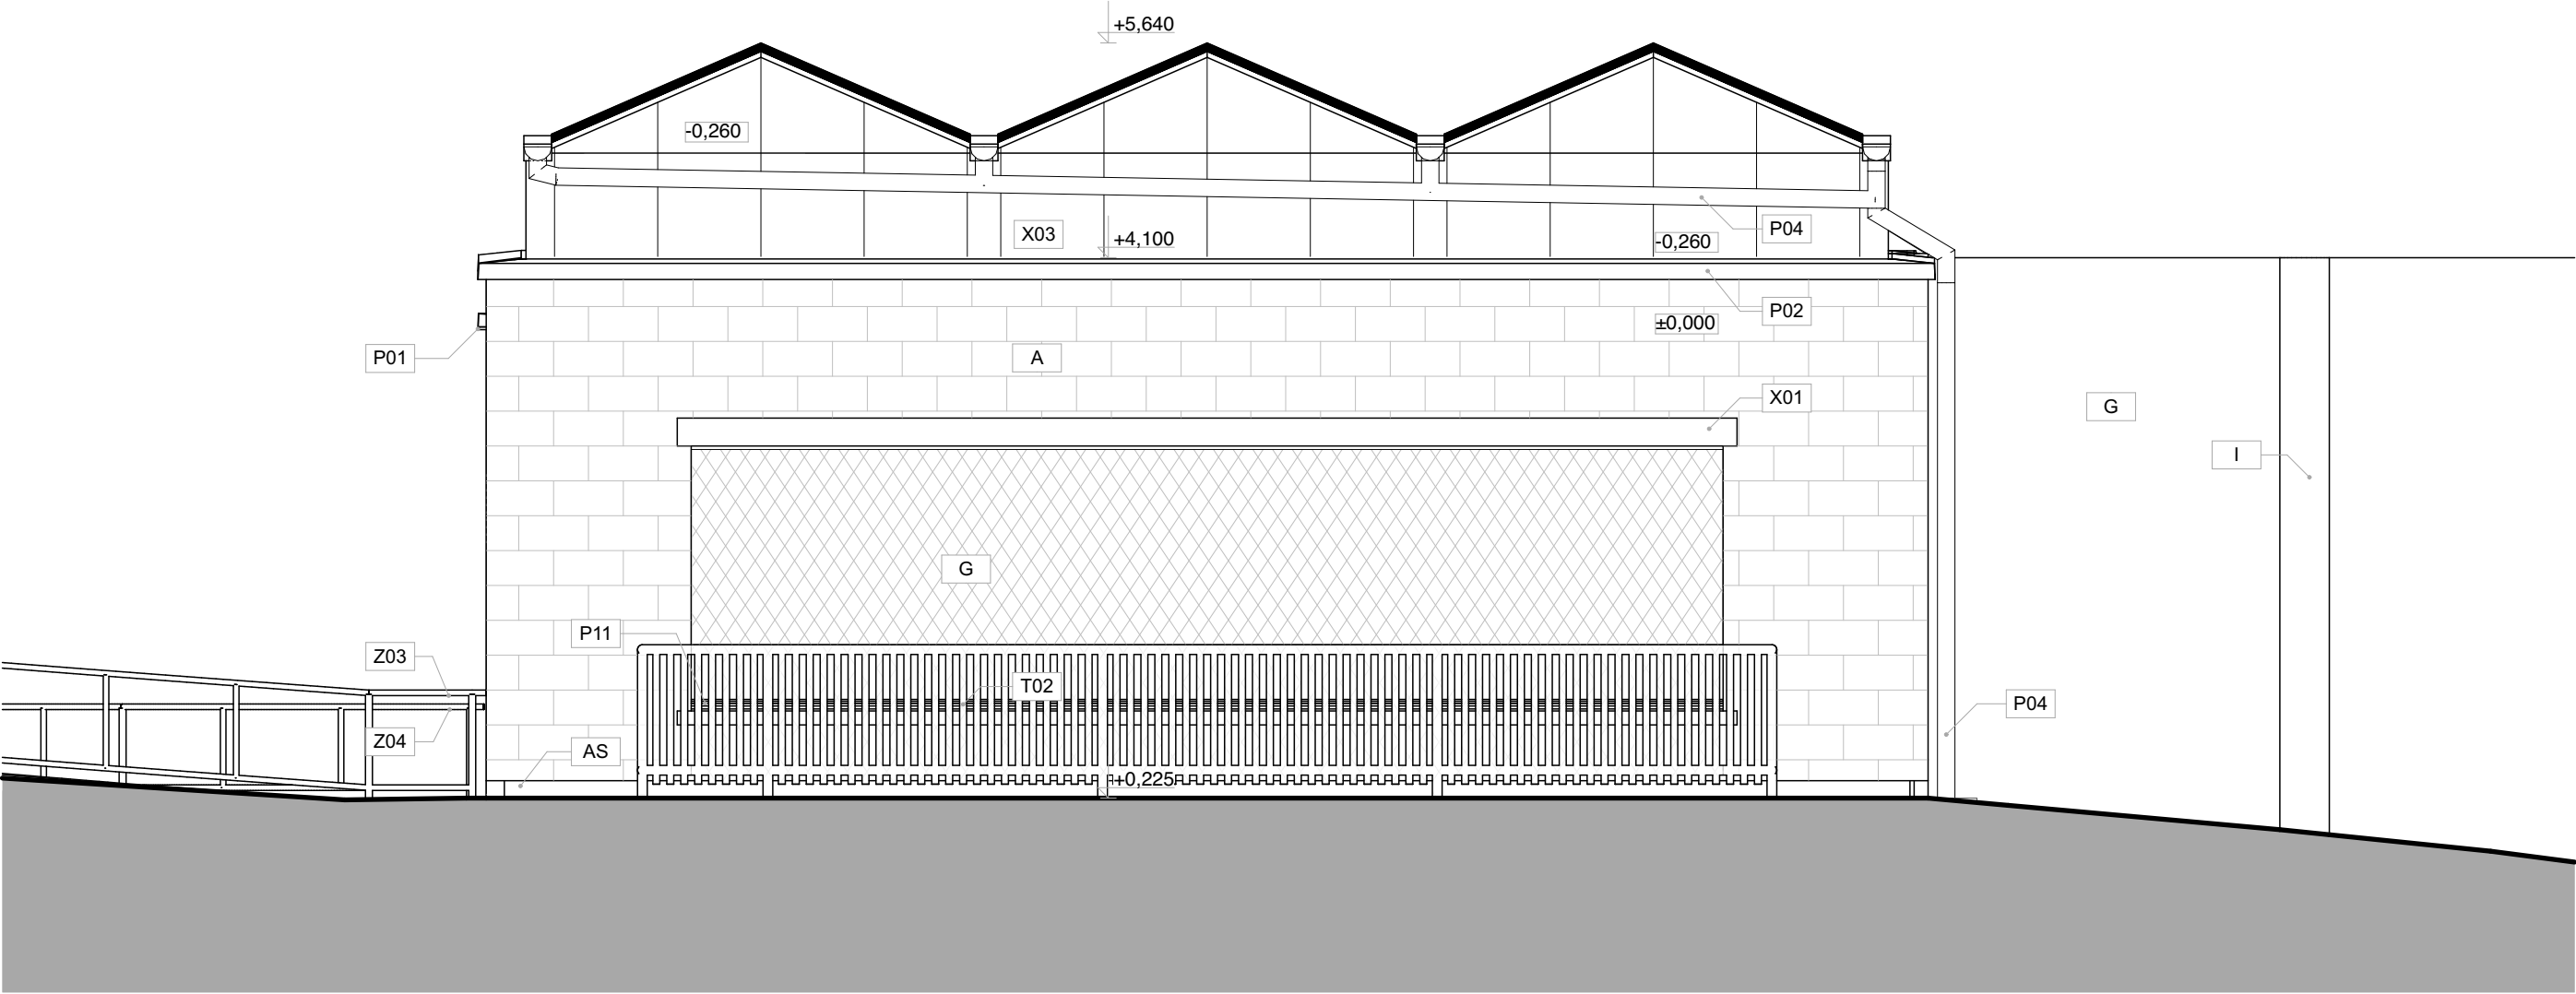 +5,640
-0,260
X03
+4,100
-0,260
P04
P02
±0,000
P01
A
X01
G
I
G
P11
Z03
T02
P04
Z04
AS
+0,225